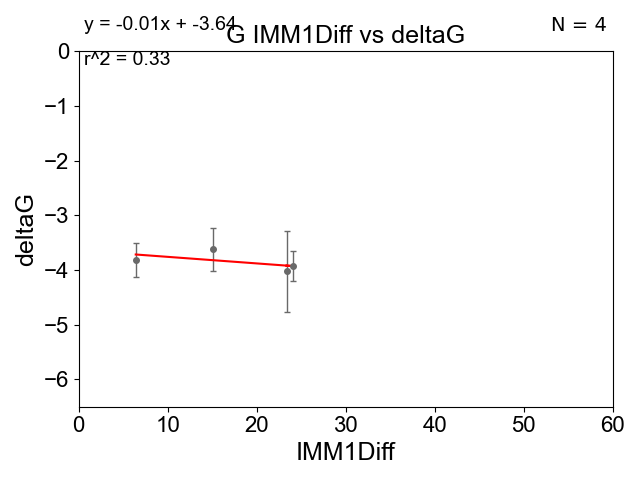 y = -0.01x + -3.64
N = 4
G IMM1Diff vs deltaG
r^2 = 0.33
0
−1
−2
−3
−4
−5
−6
deltaG
0 10 20 30 40 50 60
IMM1Diff